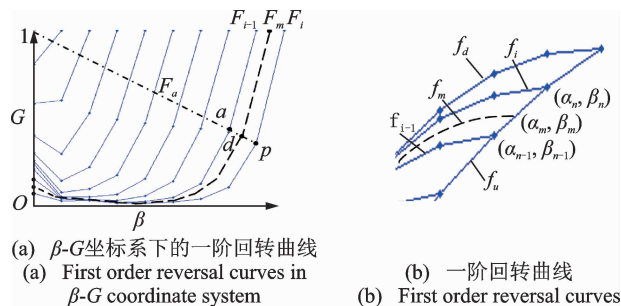 F_{i-1} F_m F_i
1
F_a
G
a
d
p
O
β
(a) β-G坐标系下的一阶回转曲线
(a) First order reversal curves in
β-G coordinate system
f_d
f_i
f_m
f_{i-1}
(α_n, β_n)
(α_m, β_m)
(α_{n-1}, β_{n-1})
f_u
(b) 一阶回转曲线
(b) First order reversal curves